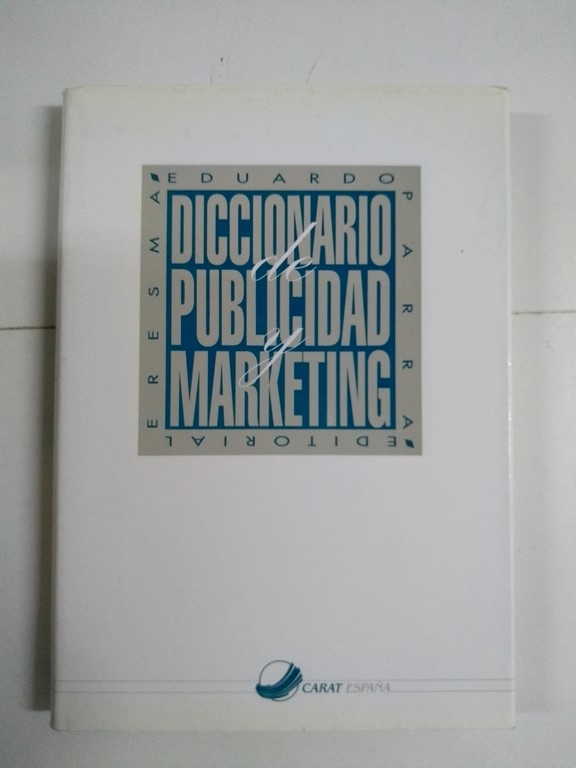 EDUARDO
PARRA
EDITORIAL
ERESMA
DICCIONARIO
de
PUBLICIDAD
y
MARKETING
CARAT ESPAÑA